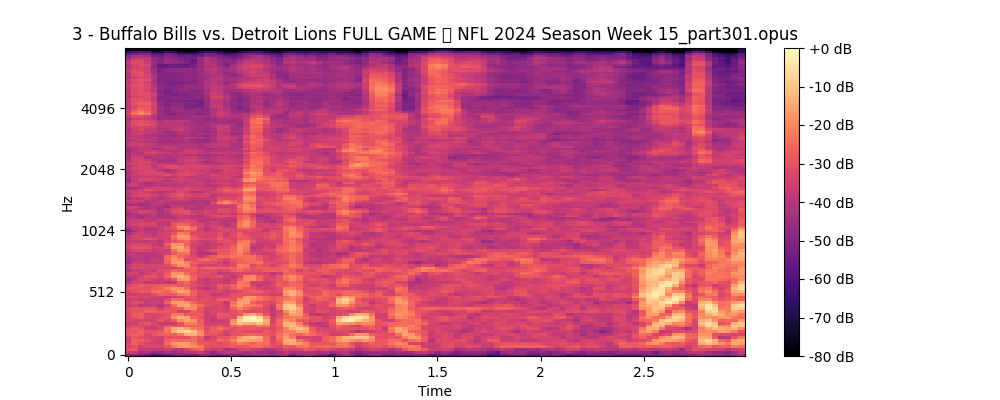 3 - Buffalo Bills vs. Detroit Lions FULL GAME ▯ NFL 2024 Season Week 15_part301.opus
+0 dB
4096
-10 dB
-20 dB
2048
-30 dB
Hz
1024
-40 dB
-50 dB
512
-60 dB
-70 dB
0
-80 dB
0
0.5
1
1.5
2
2.5
Time